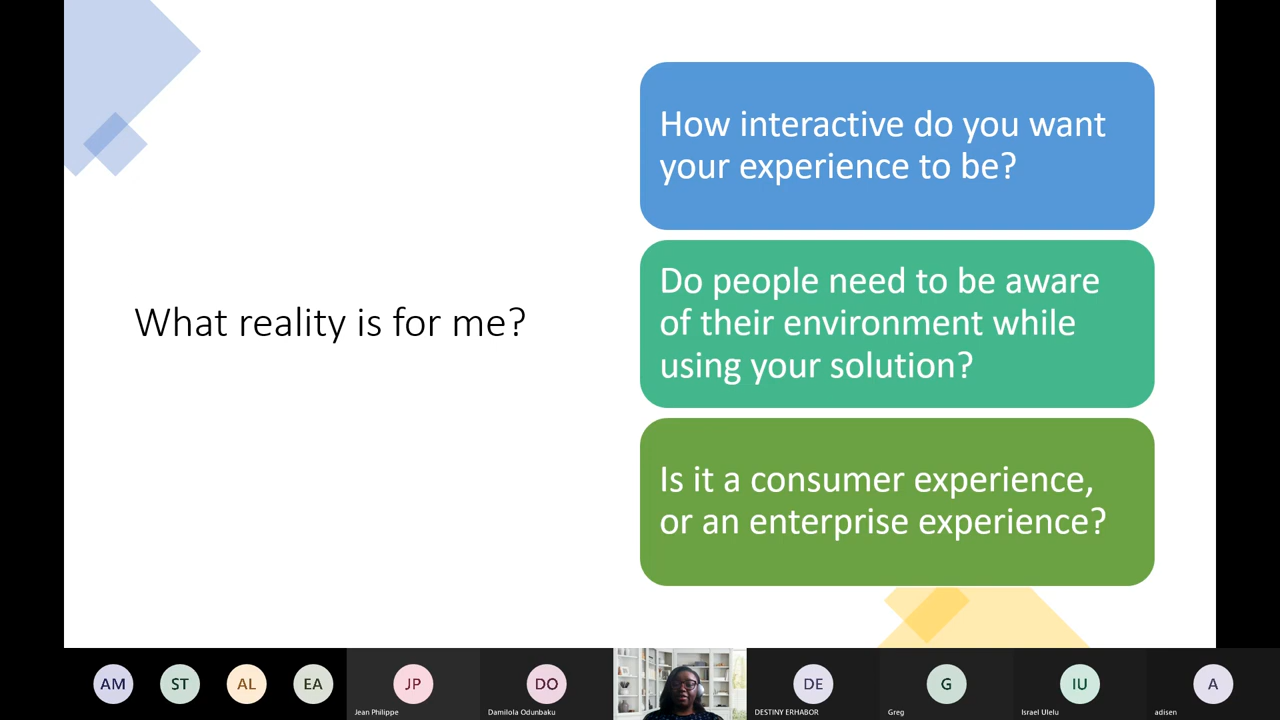 What reality is for me?
How interactive do you want
your experience to be?
Do people need to be aware
of their environment while
using your solution?
Is it a consumer experience,
or an enterprise experience?
AM
ST
AL
EA
JP
Jean Philippe
DO
Damilola Odunbaku
DE
DESTINY ERHABOR
G
Greg
IU
Israel Ulelu
A
adisen